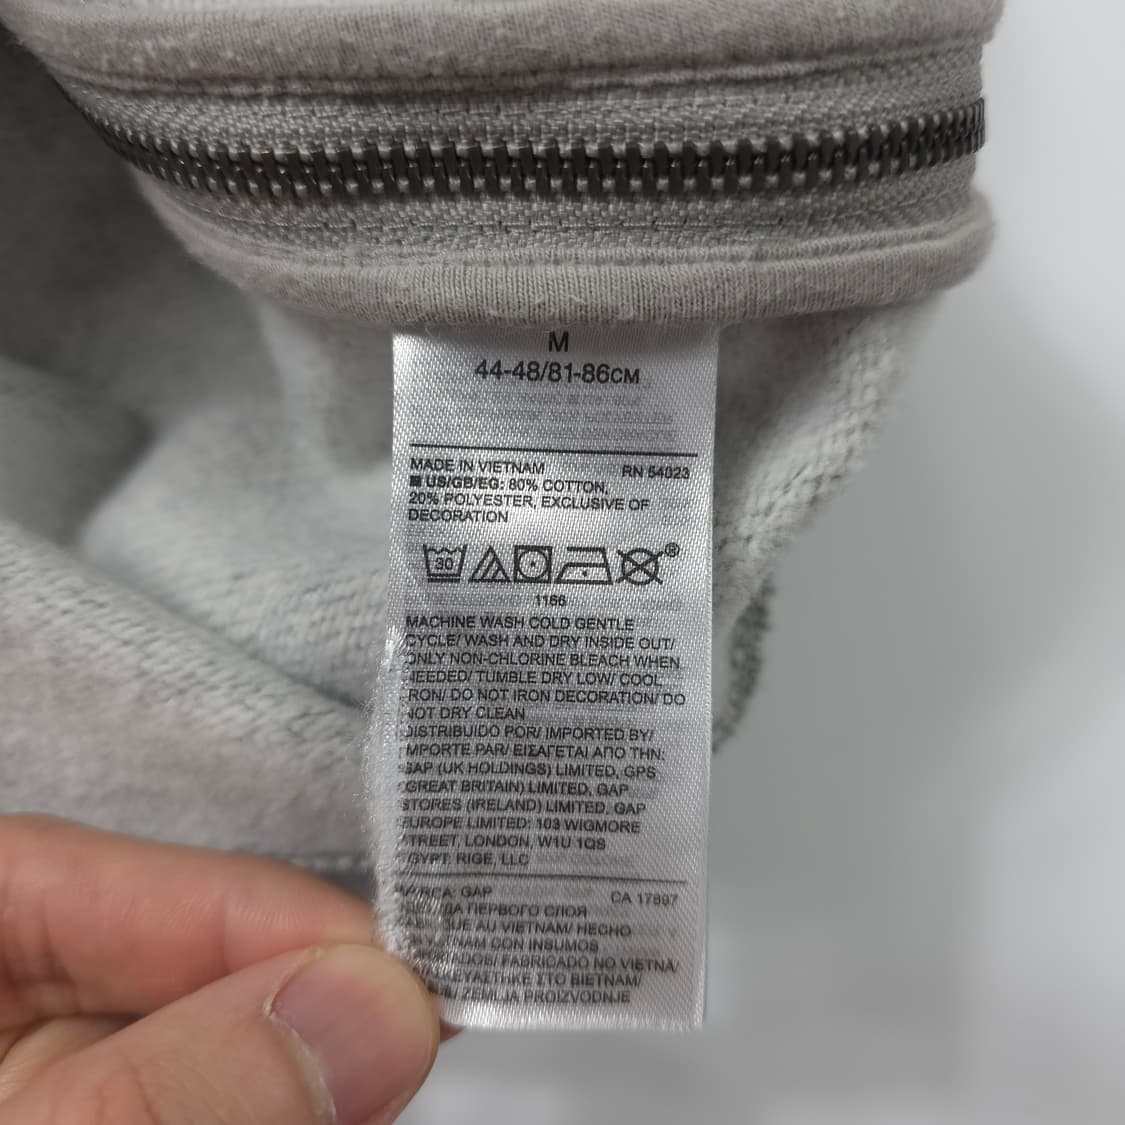 M
44-48/81-86CM
MADE IN VIETNAM RN 54023
US/GB/EG: 80% COTTON,
20% POLYESTER, EXCLUSIVE OF
DECORATION
30
®
1166
MACHINE WASH COLD GENTLE
CYCLE/ WASH AND DRY INSIDE OUT/
ONLY NON-CHLORINE BLEACH WHEN
NEEDED/ TUMBLE DRY LOW/ COOL
IRON/ DO NOT IRON DECORATION/ DO
NOT DRY CLEAN
DISTRIBUIDO POR/ IMPORTED BY/
IMPORTE PAR/ ΕΙΣΑΓΕΤΑΙ ΑΠΟ ΤΗΝ:
GAP (UK HOLDINGS) LIMITED, GPS
(GREAT BRITAIN) LIMITED, GAP
STORES (IRELAND) LIMITED, GAP
EUROPE LIMITED: 103 WIGMORE
STREET, LONDON, W1U 1QS
EGYPT: RIGE, LLC
MARCA: GAP CA 17897
ПЕРВОГО СЛОЯ
AU VIETNAM/ HECHO
CON INSUMOS
FABRICADO NO VIETNÃ/
ΣΤΟ ΒΙΕΤΝΑΜ/
ZEMLJA PROIZVODNJE